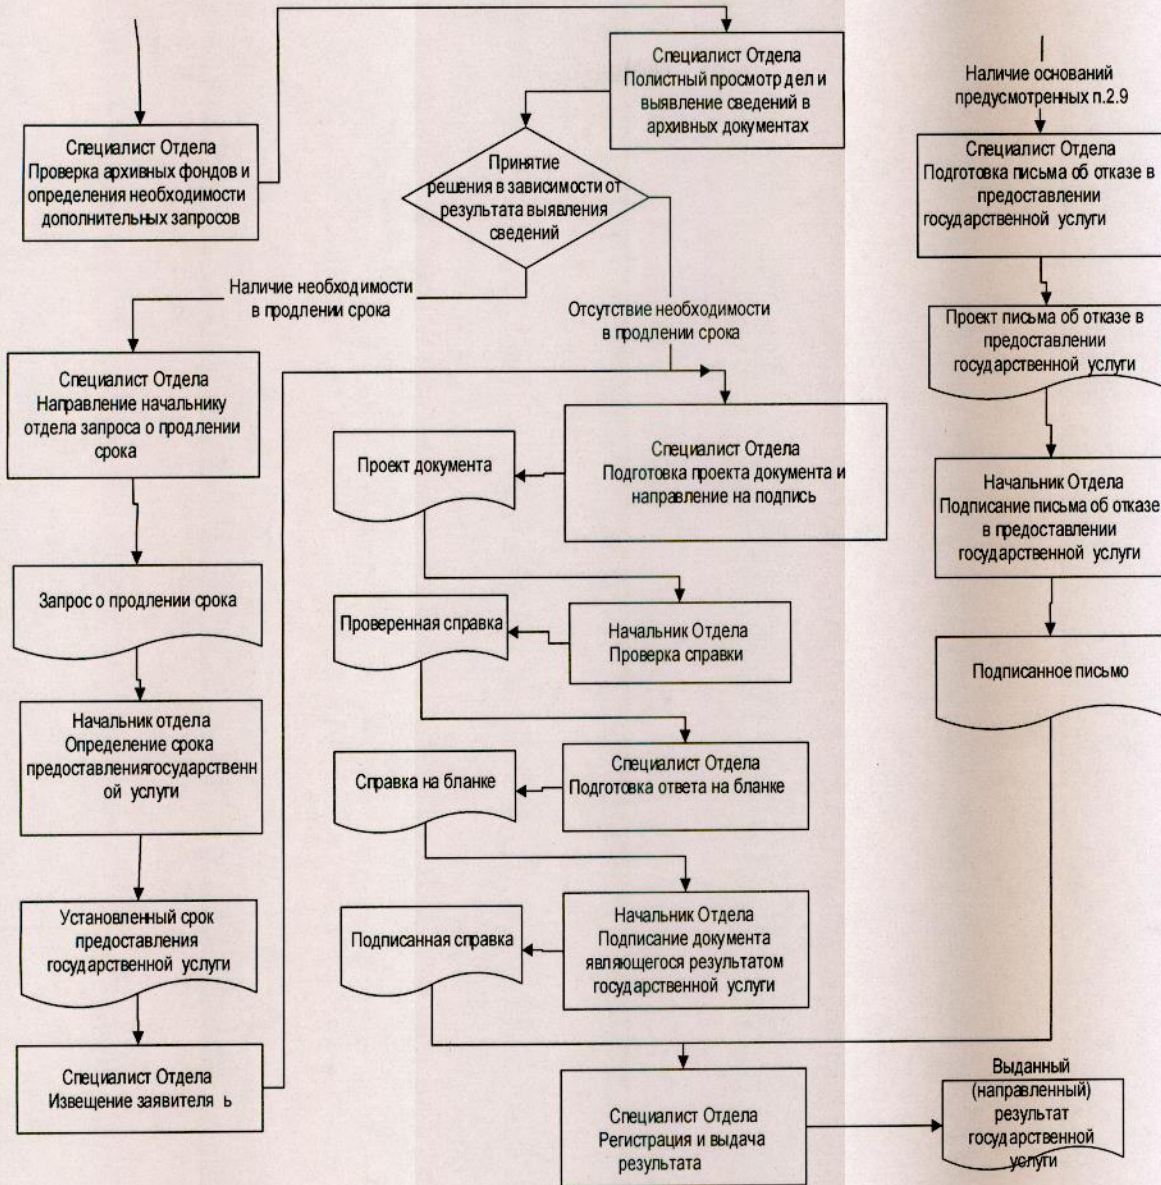 Специалист Отдела
Проверка архивных фондов и
определения необходимости
дополнительных запросов
Специалист Отдела
Полистный просмотр дел и
выявление сведений в
архивных документах
Принятие
решения в зависимости от
результата выявления
сведений
Наличие необходимости
в продлении срока
Отсутствие необходимости
в продлении срока
Специалист Отдела
Направление начальнику
отдела запроса о продлении
срока
Запрос о продлении срока
Начальник отдела
Определение срока
предоставлениягосударственн
ой услуги
Установленный срок
предоставления
государственной услуги
Специалист Отдела
Извещение заявителя ь
Специалист Отдела
Подготовка проекта документа и
направление на подпись
Проект документа
Начальник Отдела
Проверка справки
Проверенная справка
Специалист Отдела
Подготовка ответа на бланке
Справка на бланке
Начальник Отдела
Подписание документа
являющегося результатом
государственной услуги
Подписанная справка
Наличие оснований
предусмотренных п.2.9
Специалист Отдела
Подготовка письма об отказе в
предоставлении
государственной услуги
Проект письма об отказе в
предоставлении
государственной услуги
Начальник Отдела
Подписание письма об отказе
в предоставлении
государственной услуги
Подписанное письмо
Специалист Отдела
Регистрация и выдача
результата
Выданный
(направленный)
результат
государственной
услуги